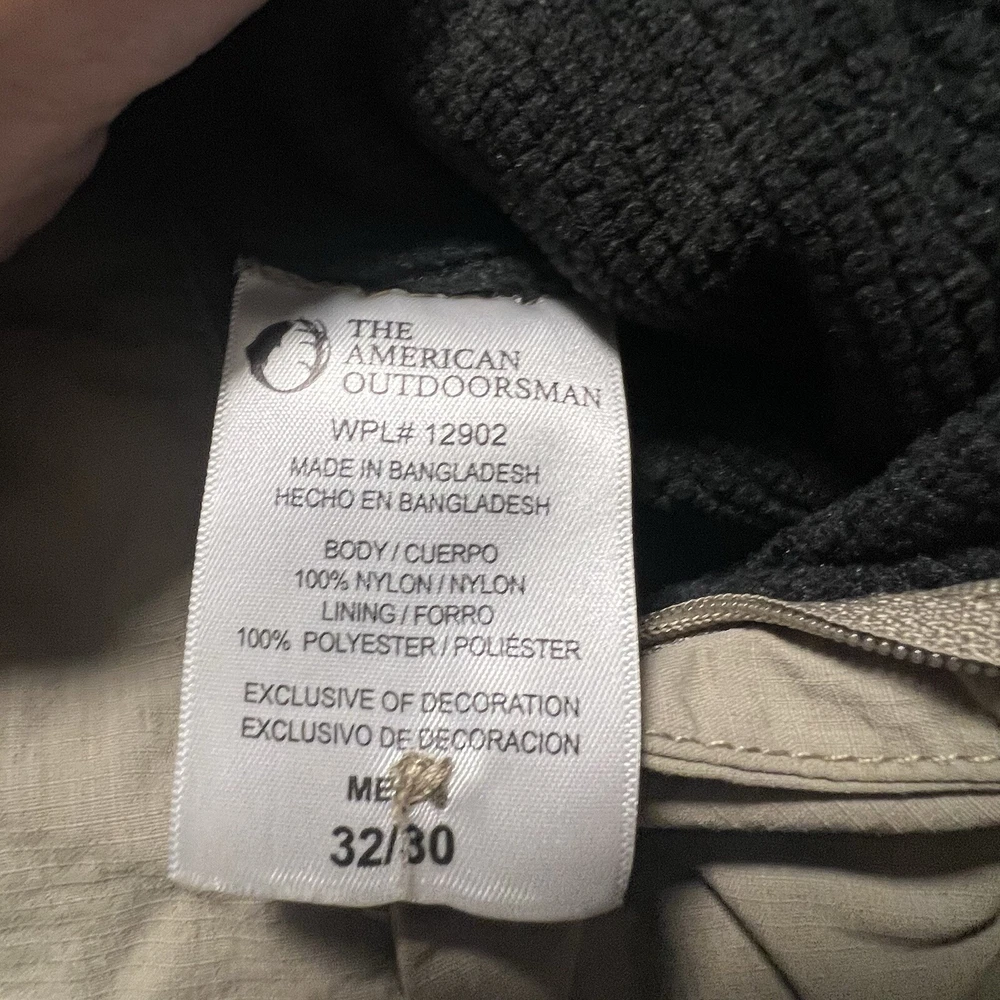 THE
AMERICAN
OUTDOORSMAN
WPL# 12902
MADE IN BANGLADESH
HECHO EN BANGLADESH
BODY / CUERPO
100% NYLON / NYLON
LINING / FORRO
100% POLYESTER / POLIÉSTER
EXCLUSIVE OF DECORATION
EXCLUSIVO DE DECORACION
32/30